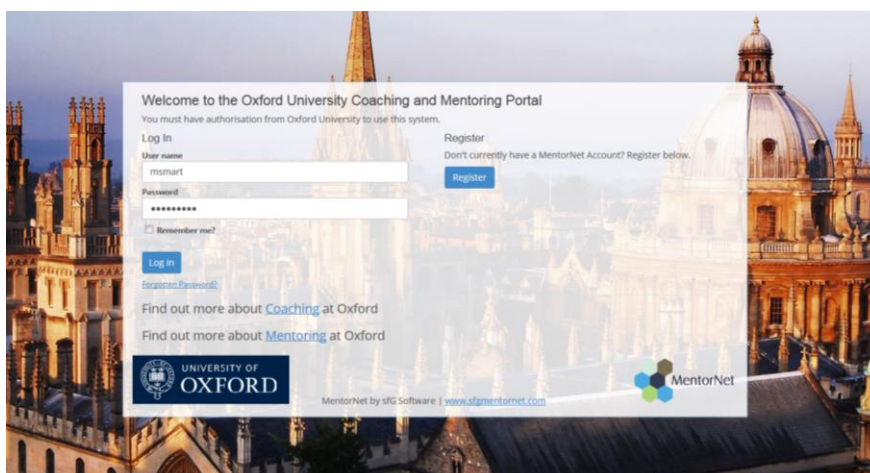 Welcome to the Oxford University Coaching and Mentoring Portal
You must have authorisation from Oxford University to use this system.
Log In
User name
msmart
Password
•••••••••
Remember me?
Log In
Forgotten Password?
Register
Don't currently have a MentorNet Account? Register below.
Register
Find out more about Coaching at Oxford
Find out more about Mentoring at Oxford
UNIVERSITY OF
OXFORD
MentorNet by sfG Software | www.sfgmentornet.com
MentorNet